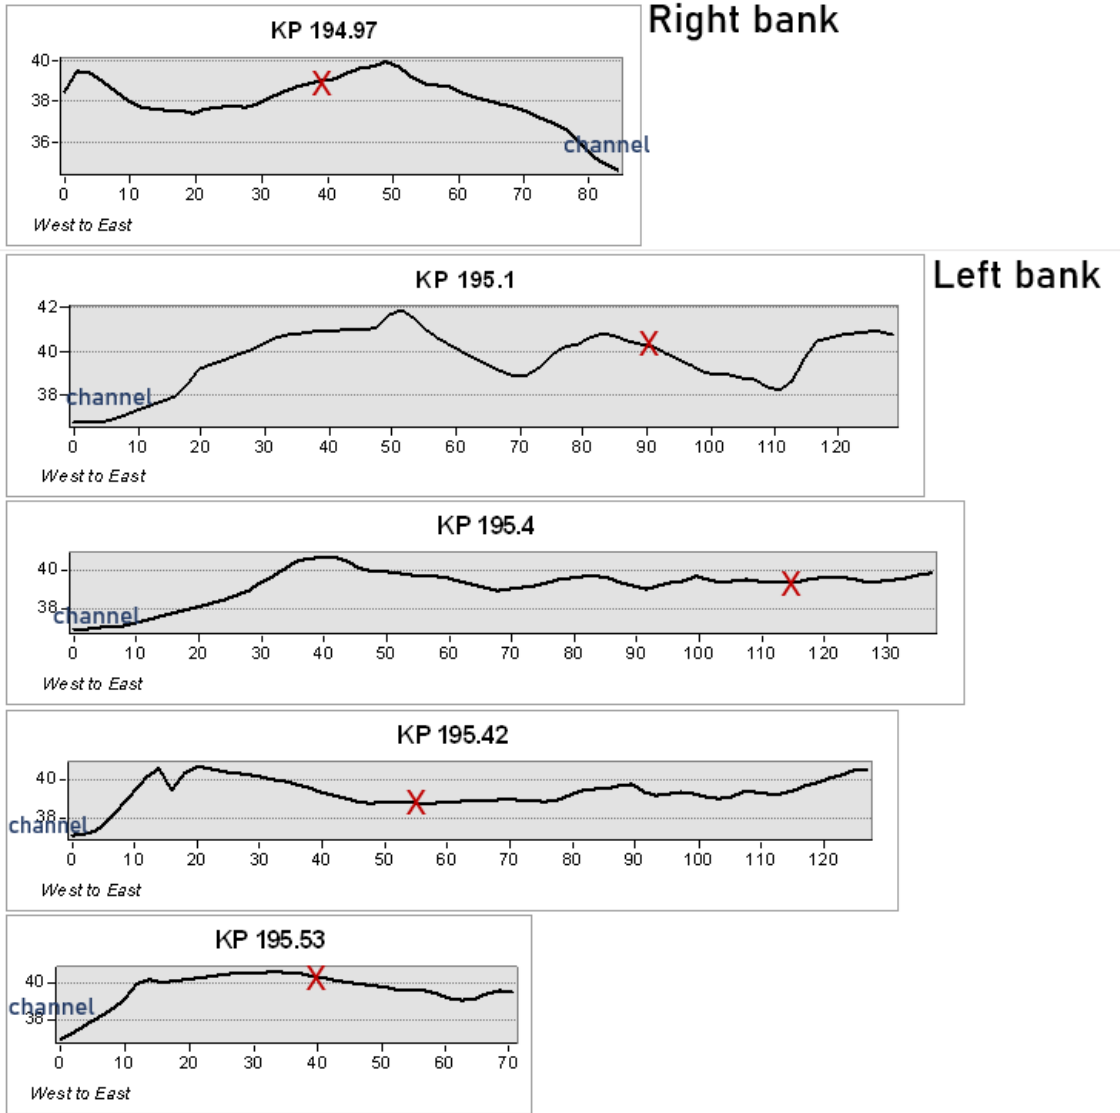 Right bank
KP 194.97
40
38
36
channel
0 10 20 30 40 50 60 70 80
West to East
Left bank
KP 195.1
42
40
38
channel
0 10 20 30 40 50 60 70 80 90 100 110 120
West to East
KP 195.4
40
38
channel
0 10 20 30 40 50 60 70 80 90 100 110 120 130
West to East
KP 195.42
40
38
channel
0 10 20 30 40 50 60 70 80 90 100 110 120
West to East
KP 195.53
40
channel
38
0 10 20 30 40 50 60 70
West to East